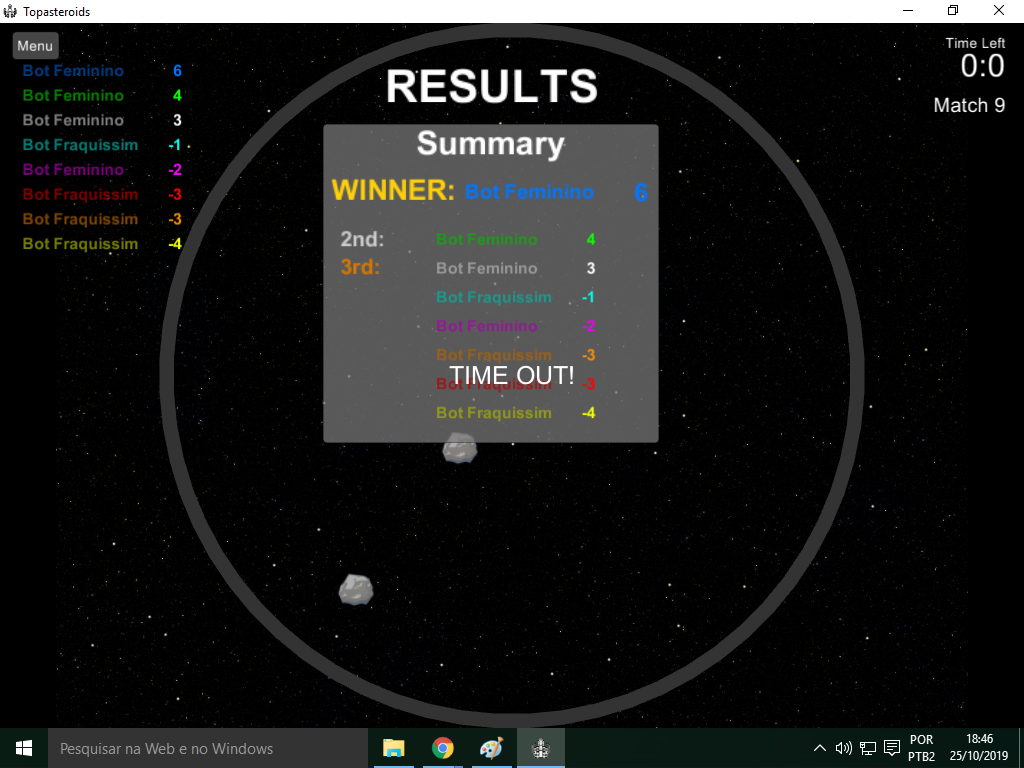 Topasteroids
Menu
Bot Feminino 6
Bot Feminino 4
Bot Feminino 3
Bot Fraquissim -1
Bot Feminino -2
Bot Fraquissim -3
Bot Fraquissim -3
Bot Fraquissim -4
RESULTS
Summary
WINNER: Bot Feminino 6
2nd: Bot Feminino 4
3rd: Bot Feminino 3
Bot Fraquissim -1
Bot Feminino -2
Bot Fraquissim -3
TIME OUT!
Bot Fraquissim -3
Bot Fraquissim -4
Time Left
0:0
Match 9
Pesquisar na Web e no Windows
POR
PTB2
18:46
25/10/2019